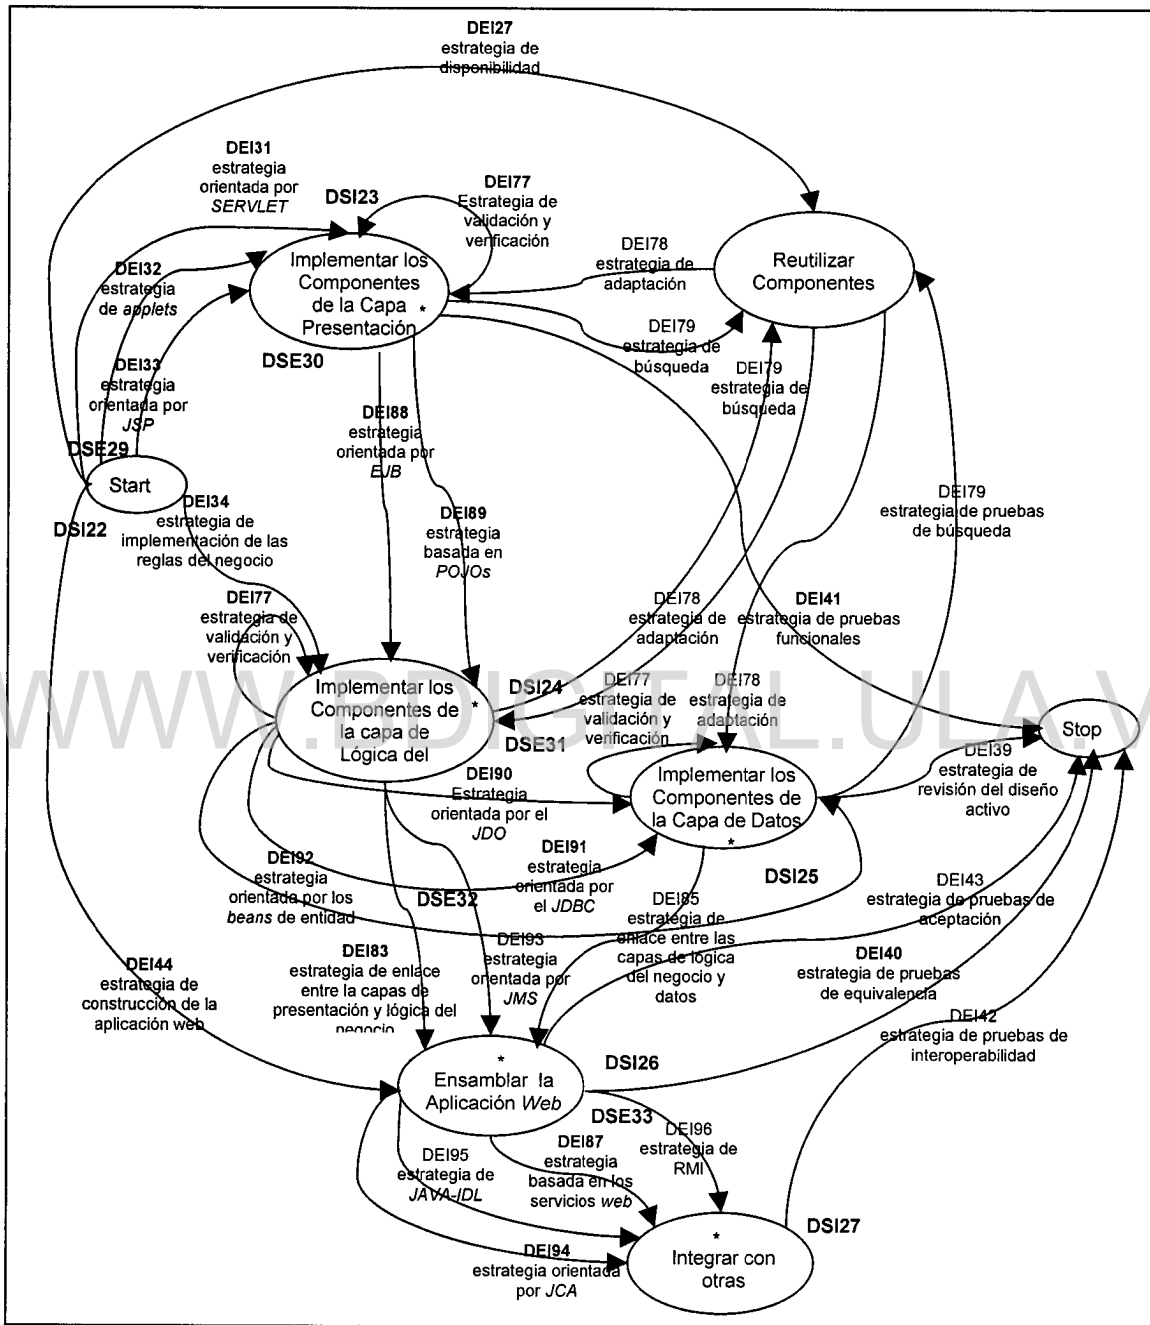 DEI27
estrategia de
disponibilidad
DEI31
estrategia
orientada por
SERVLET
DSI23
DEI77
Estrategia de
validación y
verificación
DEI32
estrategia
de applets
Implementar los
Componentes
de la Capa
Presentación *
DEI78
estrategia de
adaptación
Reutilizar
Componentes
DEI79
estrategia de
búsqueda
DEI79
estrategia de
búsqueda
DSE30
DEI33
estrategia
orientada por
JSP
DSE29
Start
DSI22
DEI88
estrategia
orientada por
EJB
DEI89
estrategia
basada en
POJOs
DEI34
estrategia de
implementación de las
reglas del negocio
DEI79
estrategia de pruebas
de búsqueda
DEI77
estrategia de
validación y
verificación
DEI78
estrategia de
adaptación
DEI41
estrategia de pruebas
funcionales
Implementar los
Componentes de *
la capa de
Lógica del
DSI24
DSE31
DEI77
estrategia de
validación y
verificación
DEI78
estrategia de
adaptación
WWW.BDIGITAL.ULA.V
Stop
Implementar los
Componentes de
la Capa de Datos
*
DEI39
estrategia de
revisión del diseño
activo
DEI90
Estrategia
orientada por el
JDO
DEI91
estrategia
orientada por
el JDBC
DSI25
DEI92
estrategia
orientada por los
beans de entidad
DSE32
DEI85
estrategia de
enlace entre las
capas de lógica
del negocio y
datos
DEI43
estrategia de pruebas de
aceptación
DEI83
estrategia de enlace
entre la capas de
presentación y lógica del
negocio
DEI93
estrategia
orientada por
JMS
DEI40
estrategia de pruebas
de equivalencia
DEI44
estrategia de
construcción de la
aplicación web
DEI42
estrategia de pruebas de
interoperabilidad
*
Ensamblar la
Aplicación Web
DSI26
DSE33
DEI96
estrategia de
RMI
DEI87
estrategia
basada en los
servicios web
DEI95
estrategia de
JAVA-IDL
DSI27
*
Integrar con
otras
DEI94
estrategia orientada
por JCA